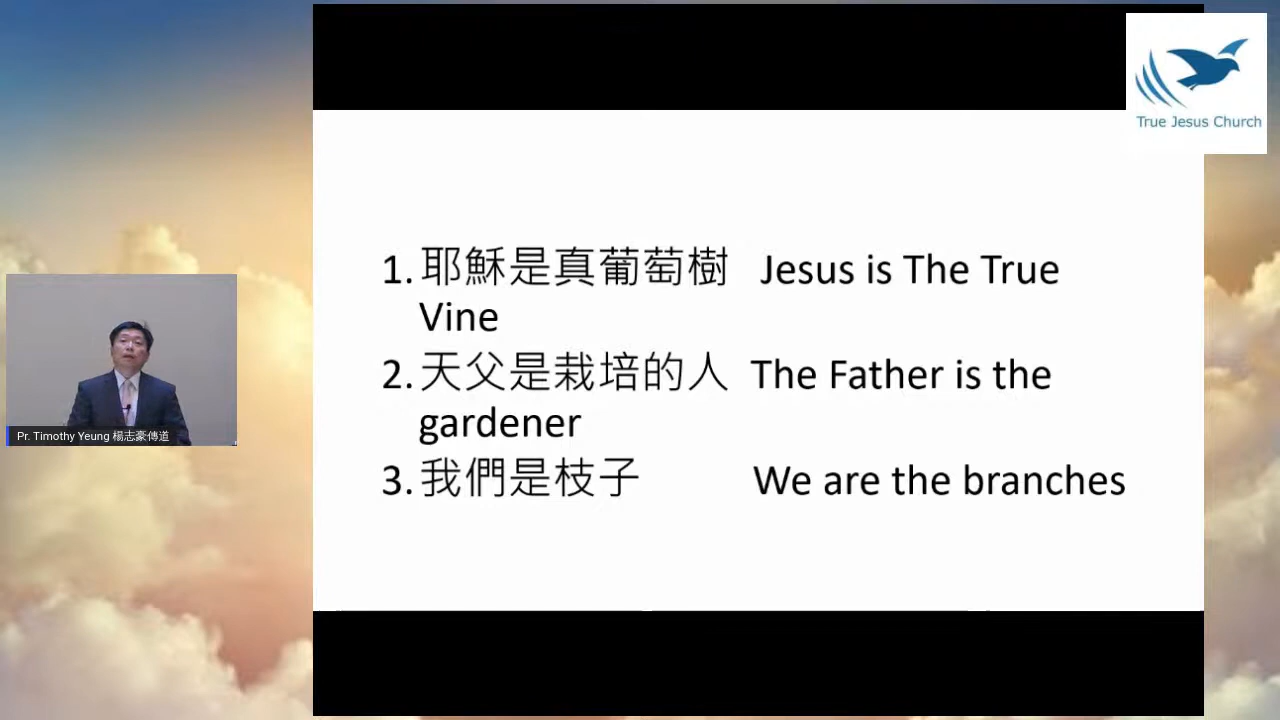 True Jesus Church
1. 耶穌是真葡萄樹 Jesus is The True
Vine
2. 天父是栽培的人 The Father is the
gardener
3. 我們是枝子 We are the branches
Pr. Timothy Yeung 楊志豪傳道